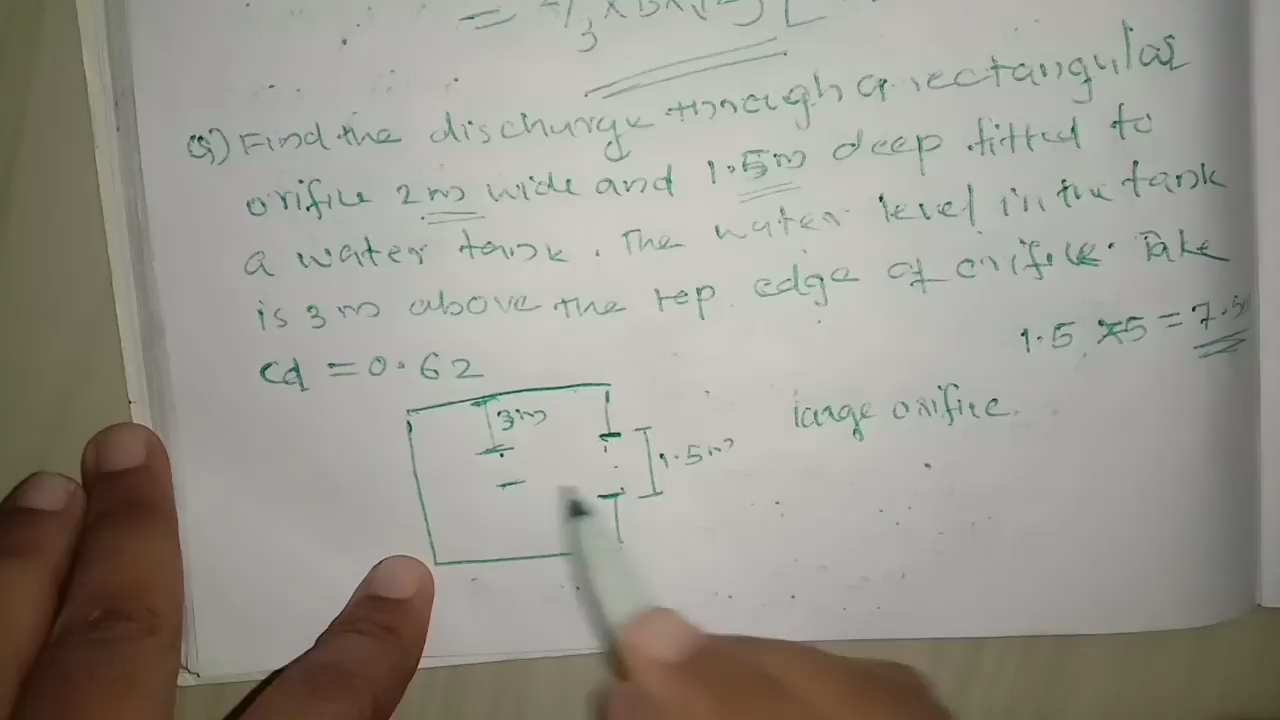 Q) Find the discharge through a rectangular
orifice 2m wide and 1.5m deep fitted to
a water tank. The water level in the tank
is 3m above the top edge of orifice. Take
cd = 0.62
1.5 x5 = 7.5
3m
1.5m
large orifice.